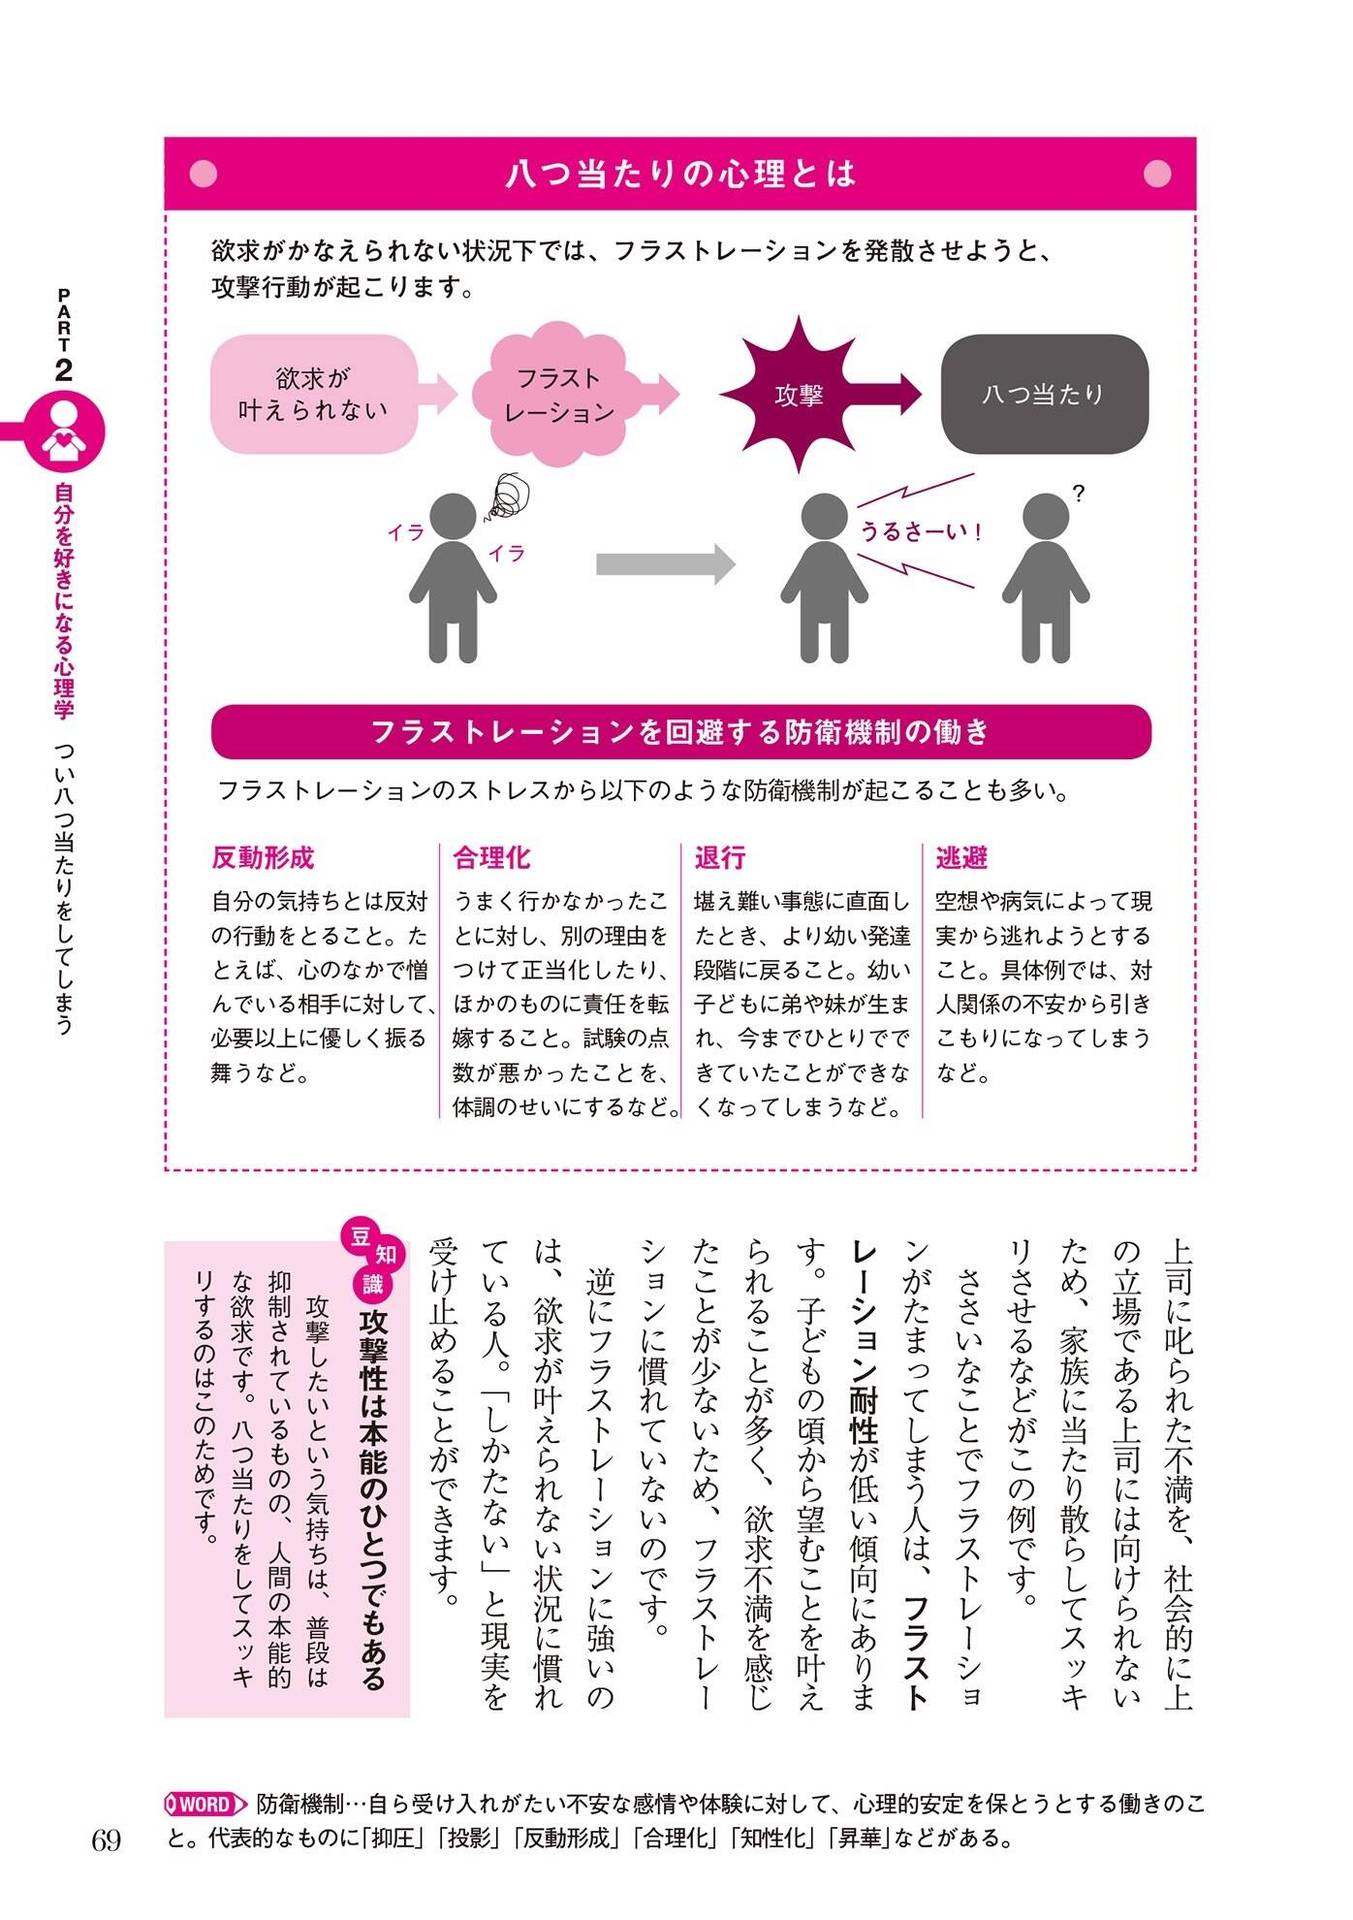 八つ当たりの心理とは
欲求がかなえられない状況下では、フラストレーションを発散させようと、
攻撃行動が起こります。
欲求が
叶えられない
フラスト
レーション
攻撃
八つ当たり
イラ
イラ
うるさーい！
？
フラストレーションを回避する防衛機制の働き
フラストレーションのストレスから以下のような防衛機制が起こることも多い。
反動形成
自分の気持ちとは反対
の行動をとること。た
とえば、心のなかで憎
んでいる相手に対して、
必要以上に優しく振る
舞うなど。
合理化
うまく行かなかったこ
とに対し、別の理由を
つけて正当化したり、
ほかのものに責任を転
嫁すること。試験の点
数が悪かったことを、
体調のせいにするなど。
退行
堪え難い事態に直面し
たとき、より幼い発達
段階に戻ること。幼い
子どもに弟や妹が生ま
れ、今までひとりでで
きていたことができな
くなってしまうなど。
逃避
空想や病気によって現
実から逃れようとする
こと。具体例では、対
人関係の不安から引き
こもりになってしまう
など。
PART 2
自分を好きになる心理学 つい八つ当たりをしてしまう
上司に叱られた不満を、社会的に上
の立場である上司には向けられない
ため、家族に当たり散らしてスッキ
リさせるなどがこの例です。
ささいなことでフラストレーショ
ンがたまってしまう人は、フラスト
レーション耐性が低い傾向にありま
す。子どもの頃から望むことを叶え
られることが多く、欲求不満を感じ
たことが少ないため、フラストレー
ションに慣れていないのです。
逆にフラストレーションに強いの
は、欲求が叶えられない状況に慣れ
ている人。「しかたない」と現実を
受け止めることができます。
豆知識
攻撃性は本能のひとつでもある
攻撃したいという気持ちは、普段は
抑制されているものの、人間の本能的
な欲求です。八つ当たりをしてスッキ
リするのはこのためです。
WORD 防衛機制…自ら受け入れがたい不安な感情や体験に対して、心理的安定を保とうとする働きのこ
と。代表的なものに「抑圧」「投影」「反動形成」「合理化」「知性化」「昇華」などがある。
69